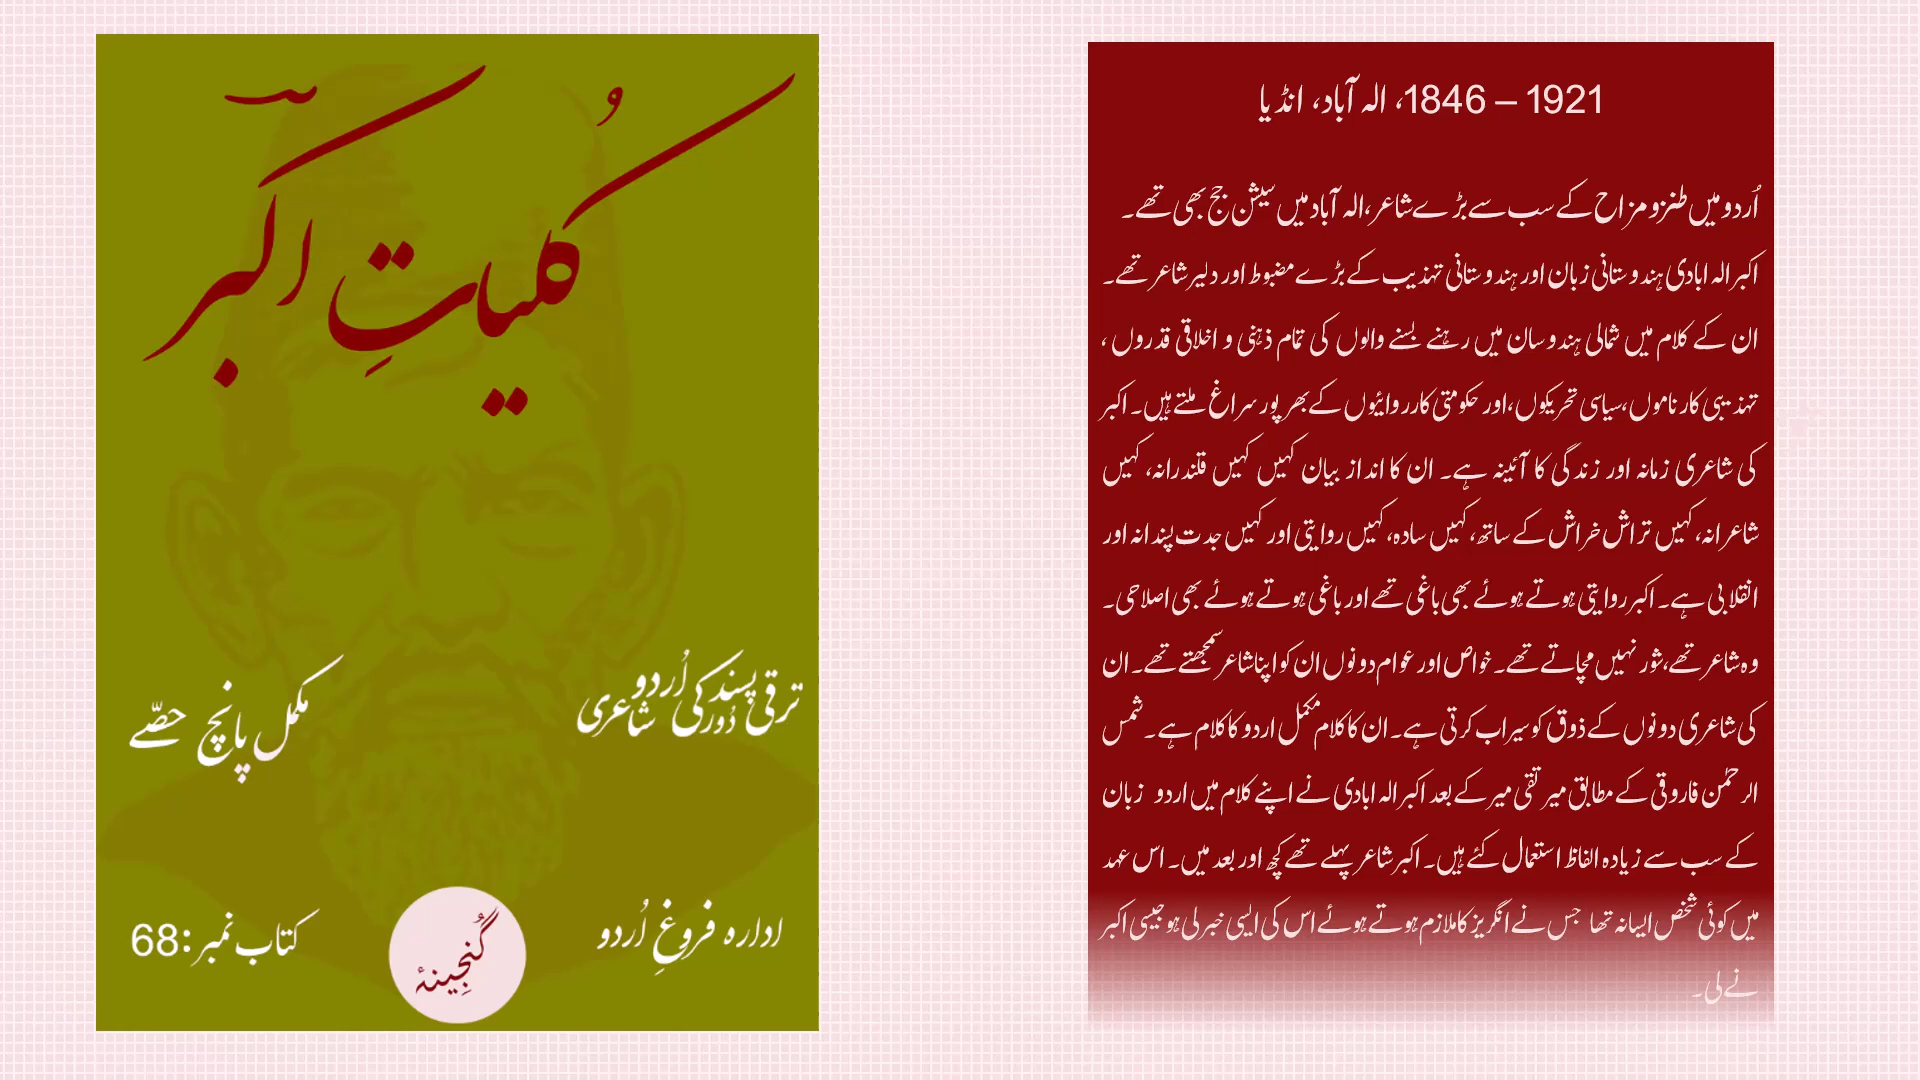 کلیاتِ اکبرؔ
ترقی پسند کی اُردو
دَور شاعری
مکمل پانچ حصّے
ادارہ فروغِ اُردو
گنجینۂ
کتاب نمبر:68
1846 – 1921، الہ آباد، انڈیا
اُردو میں طنز و مزاح کے سب سے بڑے شاعر،الہ آباد میں سیشن جج بھی تھے۔
اکبر الہ ابادی ہندوستانی زبان اور ہندوستانی تہذیب کے بڑے مضبوط اور دلیر شاعر تھے۔
ان کے کلام میں شمالی ہندوسان میں رہنے بسنے والوں کی تمام ذہنی و اخلاقی قدروں ،
تہذیبی کارناموں،سیاسی تحریکوں،اور حکومتی کارروائیوں کے بھرپور سراغ ملتے ہیں۔ اکبر
کی شاعری زمانہ اور زندگی کا آئینہ ہے۔ ان کا انداز بیان کہیں کہیں قلندرانہ، کہیں
شاعرانہ، کہیں تراش خراش کے ساتھ، کہیں سادہ، کہیں روایتی اور کہیں جدت پسندانہ اور
انقلابی ہے۔ اکبر روایتی ہوتے ہوئے بھی باغی تھے اور باغی ہوتے ہوئے بھی اصلاحی۔
وہ شاعر تھے، شور نہیں مچاتے تھے۔ خواص اور عوام دونوں ان کو اپنا شاعر سمجھتے تھے۔ ان
کی شاعری دونوں کے ذوق کو سیراب کرتی ہے۔ ان کا کلام مکمل اردو کا کلام ہے۔ شمس
الرحمٰن فاروقی کے مطابق میر تقی میر کے بعد اکبر الہ ابادی نے اپنے کلام میں اردو زبان
کے سب سے زیادہ الفاظ استعمال کئے ہیں۔ اکبر شاعر پہلے تھے کچھ اور بعد میں۔ اس عہد
میں کوئی شخص ایسا نہ تھا جس نے انگریز کا ملازم ہوتے ہوئے اس کی ایسی خبر لی ہو جیسی اکبر
نے لی۔